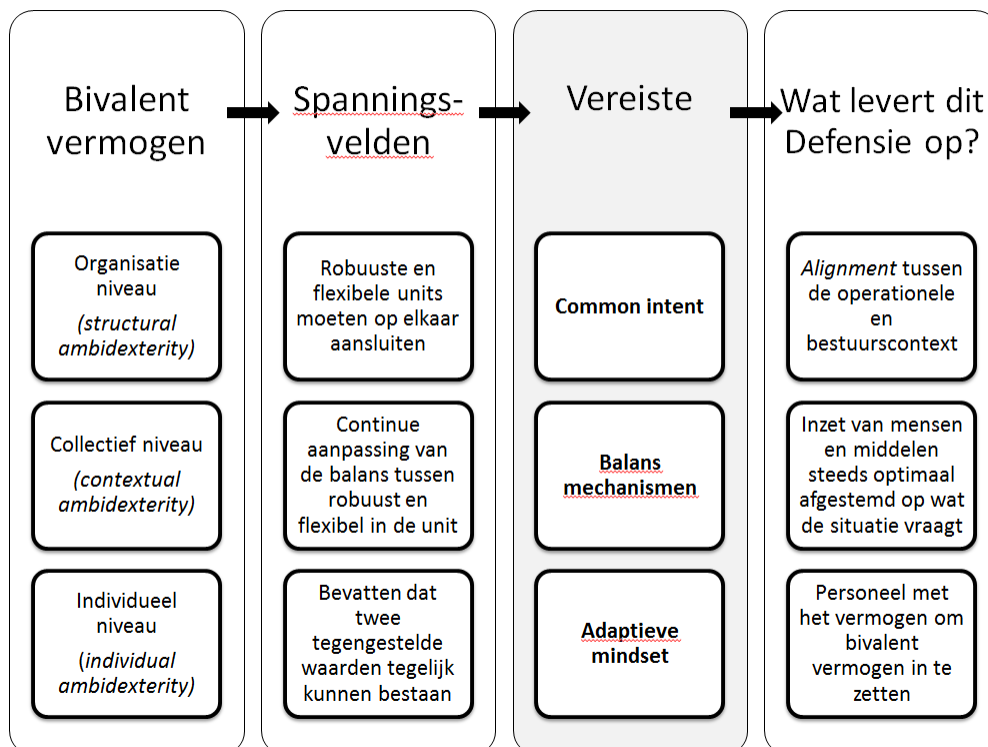 Bivalent
vermogen
Spannings-
velden
Vereiste
Wat levert dit
Defensie op?
Organisatie
niveau
(structural
ambidexterity)
Robuuste en
flexibele units
moeten op elkaar
aansluiten
Common intent
Alignment tussen
de operationele
en
bestuurscontext
Collectief niveau
(contextual
ambidexterity)
Continue
aanpassing van
de balans tussen
robuust en
flexibel in de unit
Balans
mechanismen
Inzet van mensen
en middelen
steeds optimaal
afgestemd op wat
de situatie vraagt
Individueel
niveau
(individual
ambidexterity)
Bevatten dat
twee
tegengestelde
waarden tegelijk
kunnen bestaan
Adaptieve
mindset
Personeel met
het vermogen om
bivalent
vermogen in te
zetten